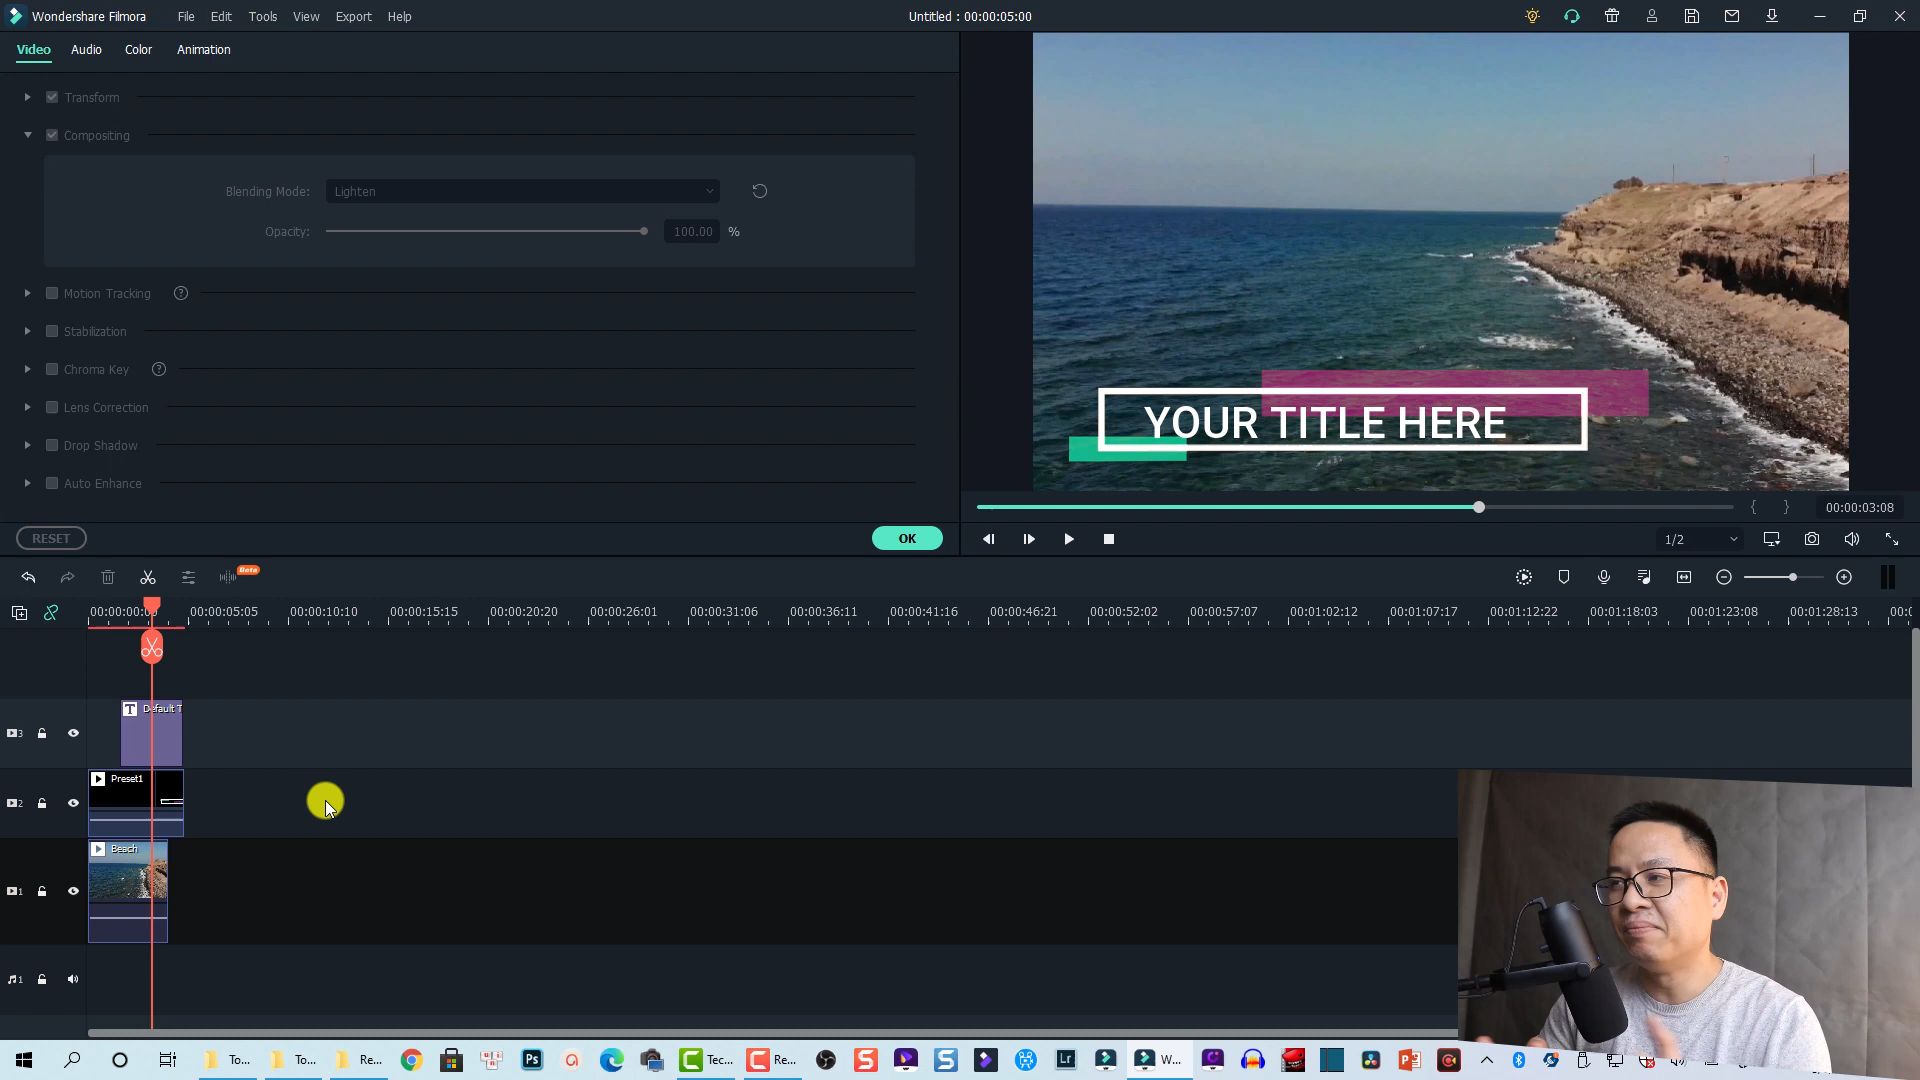 Wondershare Filmora File Edit Tools View Export Help Untitled : 00:00:05:00
Video Audio Color Animation
Transform
Compositing
Blending Mode: Lighten
Opacity: 100.00 %
Motion Tracking ?
Stabilization
Chroma Key ?
Lens Correction
Drop Shadow
Auto Enhance
RESET OK
YOUR TITLE HERE
{ } 00:00:03:08
1/2
Beta
00:00:05:05 00:00:10:10 00:00:15:15 00:00:20:20 00:00:26:01 00:00:31:06 00:00:36:11 00:00:41:16 00:00:46:21 00:00:52:02 00:00:57:07 00:01:02:12 00:01:07:17 00:01:12:22 00:01:18:03 00:01:23:08 00:01:28:13
T Default T
3
Preset1
2
Beach
1
1
To... To... Re... Ps Tec... Re... Lr W...